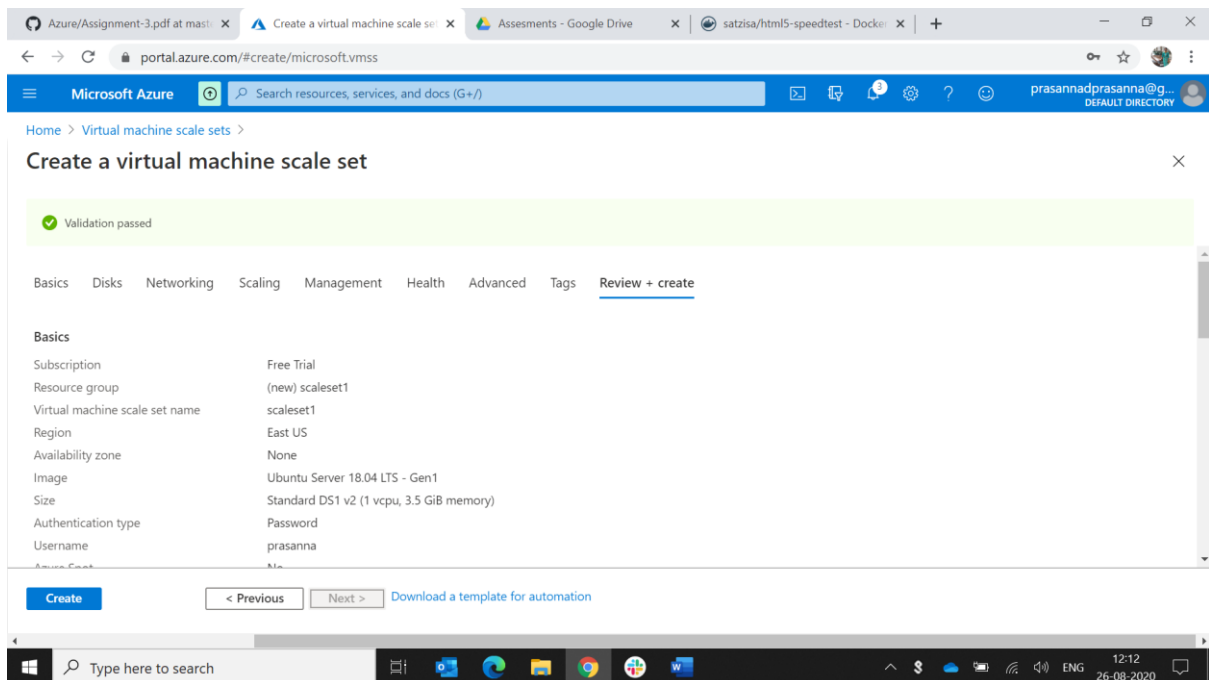 Azure/Assignment-3.pdf at maste
Create a virtual machine scale set
Assesments - Google Drive
satzisa/html5-speedtest - Docker
portal.azure.com/#create/microsoft.vmss
Microsoft Azure
Search resources, services, and docs (G+/)
3
prasannadprasanna@g...
DEFAULT DIRECTORY
Home > Virtual machine scale sets >
Create a virtual machine scale set
Validation passed
Basics Disks Networking Scaling Management Health Advanced Tags Review + create
Basics
Subscription Free Trial
Resource group (new) scaleset1
Virtual machine scale set name scaleset1
Region East US
Availability zone None
Image Ubuntu Server 18.04 LTS - Gen1
Size Standard DS1 v2 (1 vcpu, 3.5 GiB memory)
Authentication type Password
Username prasanna
Azure Spot No
Create < Previous Next > Download a template for automation
Type here to search
ENG
12:12
26-08-2020